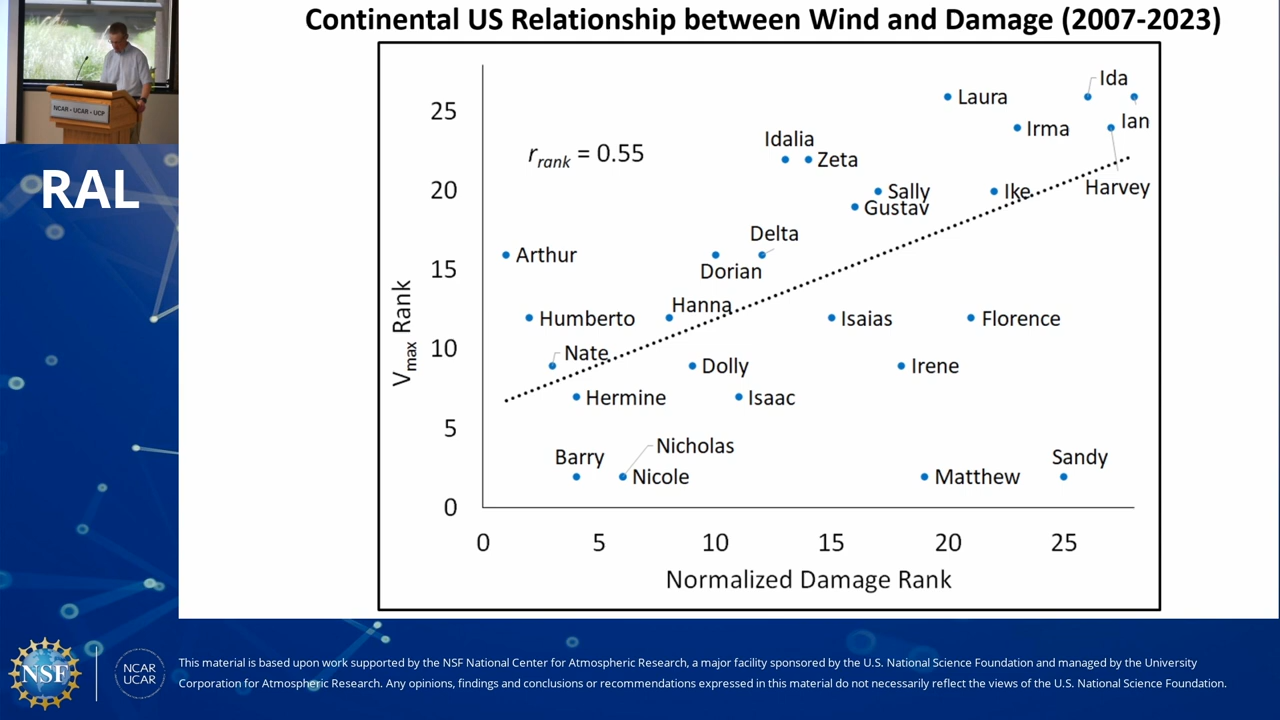 Continental US Relationship between Wind and Damage (2007-2023)
NCAR • UCAR • UCP
RAL
r rank = 0.55
Vmax Rank
25
20
15
10
5
0
Ida
Laura
Ian
Irma
Idalia
Zeta
Harvey
Sally
Ike
Gustav
Delta
Arthur
Dorian
Hanna
Humberto
Isaias
Florence
Nate
Dolly
Irene
Hermine
Isaac
Nicholas
Barry
Sandy
Nicole
Matthew
0 5 10 15 20 25
Normalized Damage Rank
NSF
NCAR
UCAR
This material is based upon work supported by the NSF National Center for Atmospheric Research, a major facility sponsored by the U.S. National Science Foundation and managed by the University
Corporation for Atmospheric Research. Any opinions, findings and conclusions or recommendations expressed in this material do not necessarily reflect the views of the U.S. National Science Foundation.